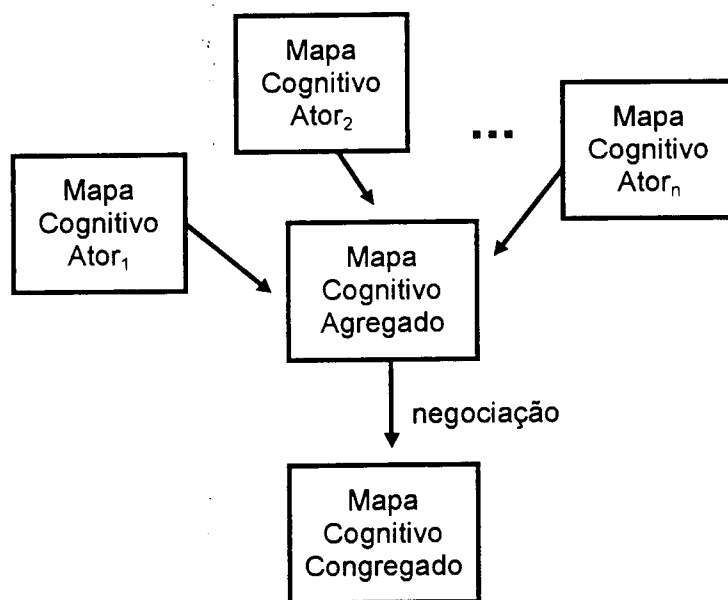 Mapa
Cognitivo
Ator₁
Mapa
Cognitivo
Ator₂
...
Mapa
Cognitivo
Atorₙ
Mapa
Cognitivo
Agregado
negociação
Mapa
Cognitivo
Congregado